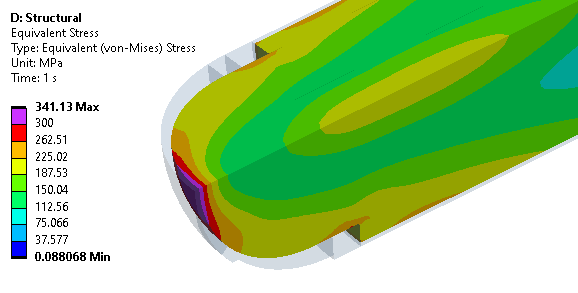 D: Structural
Equivalent Stress
Type: Equivalent (von-Mises) Stress
Unit: MPa
Time: 1 s
341.13 Max
300
262.51
225.02
187.53
150.04
112.56
75.066
37.577
0.088068 Min